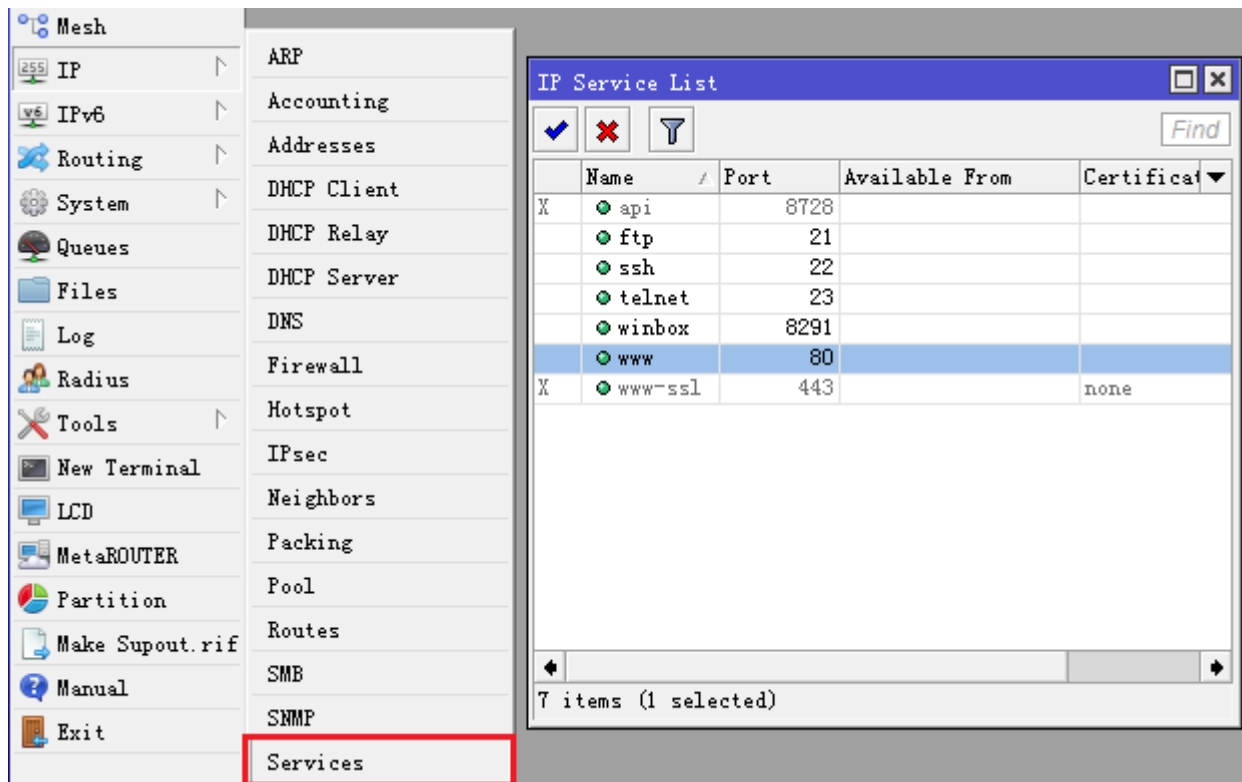 Mesh
IP
IPv6
Routing
System
Queues
Files
Log
Radius
Tools
New Terminal
LCD
MetaROUTER
Partition
Make Supout.rif
Manual
Exit
ARP
Accounting
Addresses
DHCP Client
DHCP Relay
DHCP Server
DNS
Firewall
Hotspot
IPsec
Neighbors
Packing
Pool
Routes
SMB
SNMP
Services
IP Service List
Find
Name Port Available From Certificat
X api 8728
ftp 21
ssh 22
telnet 23
winbox 8291
www 80
X www-ssl 443 none
7 items (1 selected)